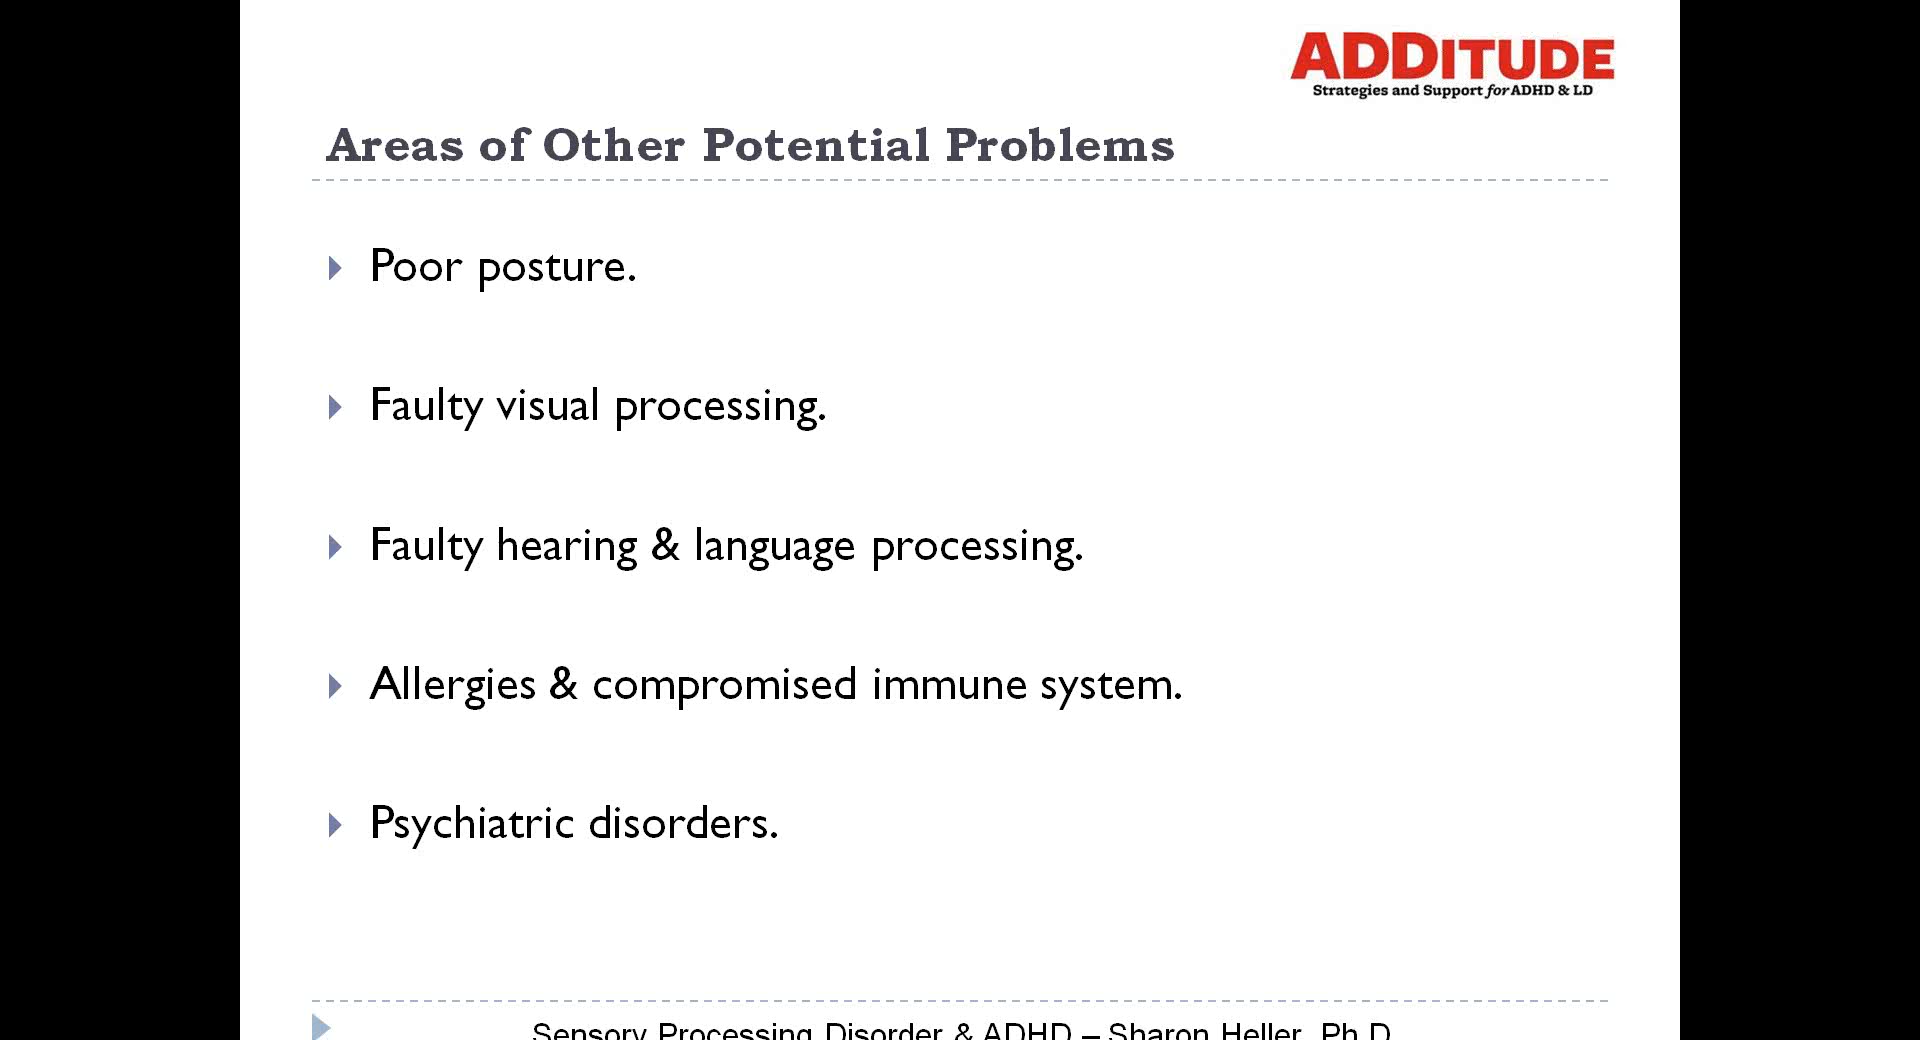 ADDITUDE
Strategies and Support for ADHD & LD
Areas of Other Potential Problems
Poor posture.
Faulty visual processing.
Faulty hearing & language processing.
Allergies & compromised immune system.
Psychiatric disorders.
Sensory Processing Disorder & ADHD – Sharon Heller, Ph.D.